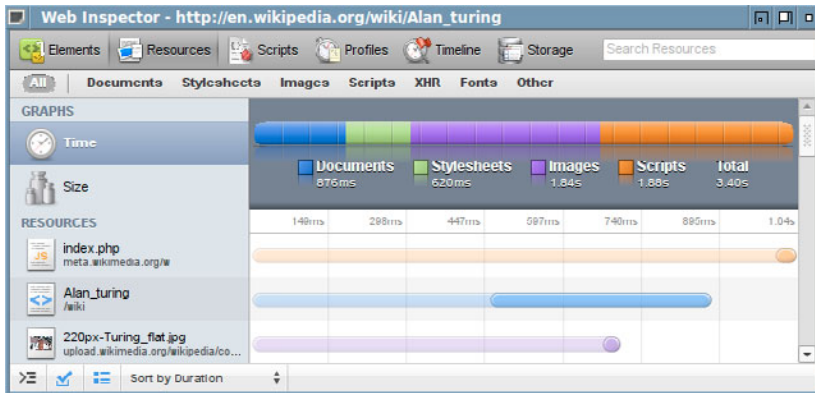 Web Inspector - http://en.wikipedia.org/wiki/Alan_turing
Elements Resources Scripts Profiles Timeline Storage Search Resources
All Documents Stylesheets Images Scripts XHR Fonts Other
GRAPHS
Time
Size
Documents Stylesheets Images Scripts Total
876ms 620ms 1.84s 1.88s 3.40s
RESOURCES
149ms 298ms 447ms 597ms 746ms 895ms 1.04s
index.php
meta.wikimedia.org/w
Alan_turing
/wiki
220px-Turing_flat.jpg
upload.wikimedia.org/wikipedia/co...
Sort by Duration